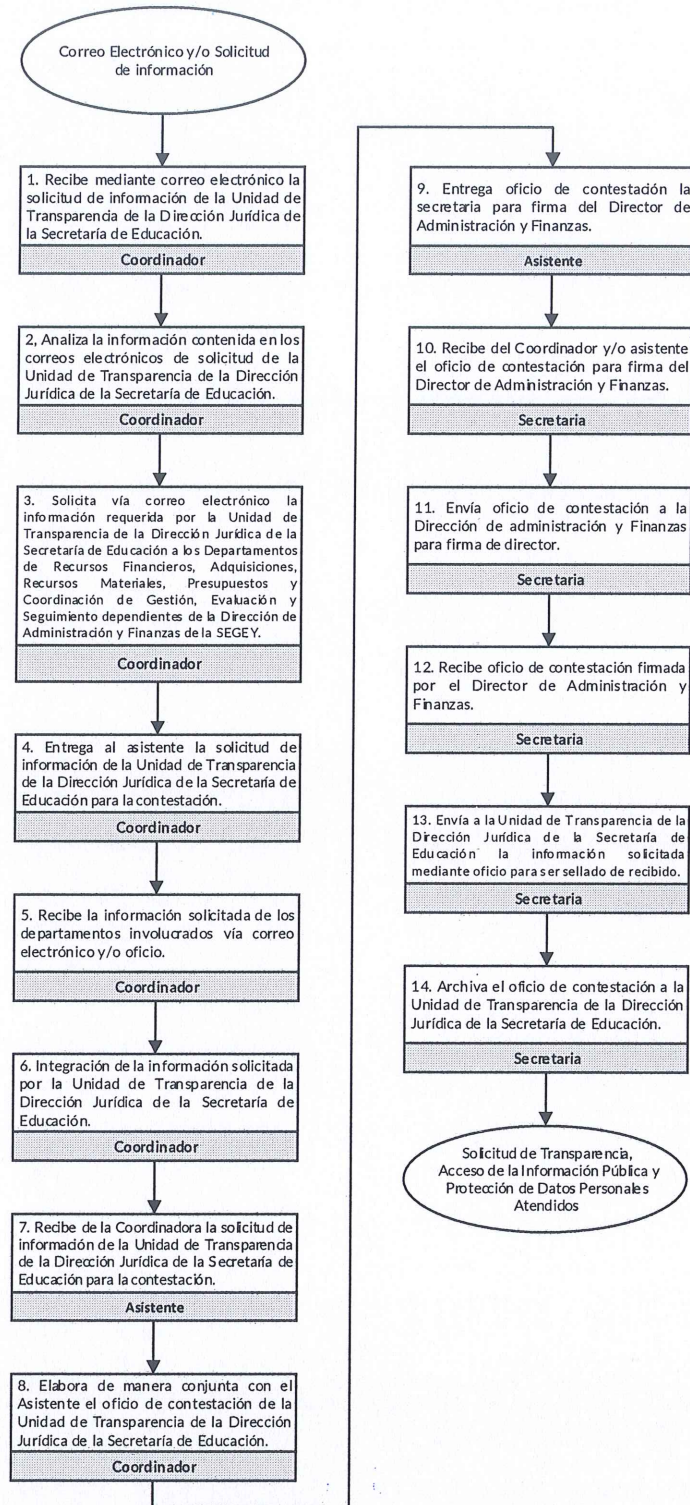 Correo Electrónico y/o Solicitud
de información
1. Recibe mediante correo electrónico la
solicitud de información de la Unidad de
Transparencia de la Dirección Jurídica de
la Secretaría de Educación.
Coordinador
2, Analiza la información contenida en los
correos electrónicos de solicitud de la
Unidad de Transparencia de la Dirección
Jurídica de la Secretaría de Educación.
Coordinador
3. Solicita vía correo electrónico la
información requerida por la Unidad de
Transparencia de la Dirección Jurídica de la
Secretaría de Educación a los Departamentos
de Recursos Financieros, Adquisiciones,
Recursos Materiales, Presupuestos y
Coordinación de Gestión, Evaluación y
Seguimiento dependientes de la Dirección de
Administración y Finanzas de la SEGEY.
Coordinador
4. Entrega al asistente la solicitud de
información de la Unidad de Transparencia
de la Dirección Jurídica de la Secretaría de
Educación para la contestación.
Coordinador
5. Recibe la información solicitada de los
departamentos involucrados vía correo
electrónico y/o oficio.
Coordinador
6. Integración de la información solicitada
por la Unidad de Transparencia de la
Dirección Jurídica de la Secretaría de
Educación.
Coordinador
7. Recibe de la Coordinadora la solicitud de
información de la Unidad de Transparencia
de la Dirección Jurídica de la Secretaría de
Educación para la contestación.
Asistente
8. Elabora de manera conjunta con el
Asistente el oficio de contestación de la
Unidad de Transparencia de la Dirección
Jurídica de la Secretaría de Educación.
Coordinador
9. Entrega oficio de contestación la
secretaria para firma del Director de
Administración y Finanzas.
Asistente
10. Recibe del Coordinador y/o asistente
el oficio de contestación para firma del
Director de Administración y Finanzas.
Secretaria
11. Envía oficio de contestación a la
Dirección de administración y Finanzas
para firma de director.
Secretaria
12. Recibe oficio de contestación firmada
por el Director de Administración y
Finanzas.
Secretaria
13. Envía a la Unidad de Transparencia de la
Dirección Jurídica de la Secretaría de
Educación la información solicitada
mediante oficio para ser sellado de recibido.
Secretaria
14. Archiva el oficio de contestación a la
Unidad de Transparencia de la Dirección
Jurídica de la Secretaría de Educación.
Secretaria
Solicitud de Transparencia,
Acceso de la Información Pública y
Protección de Datos Personales
Atendidos